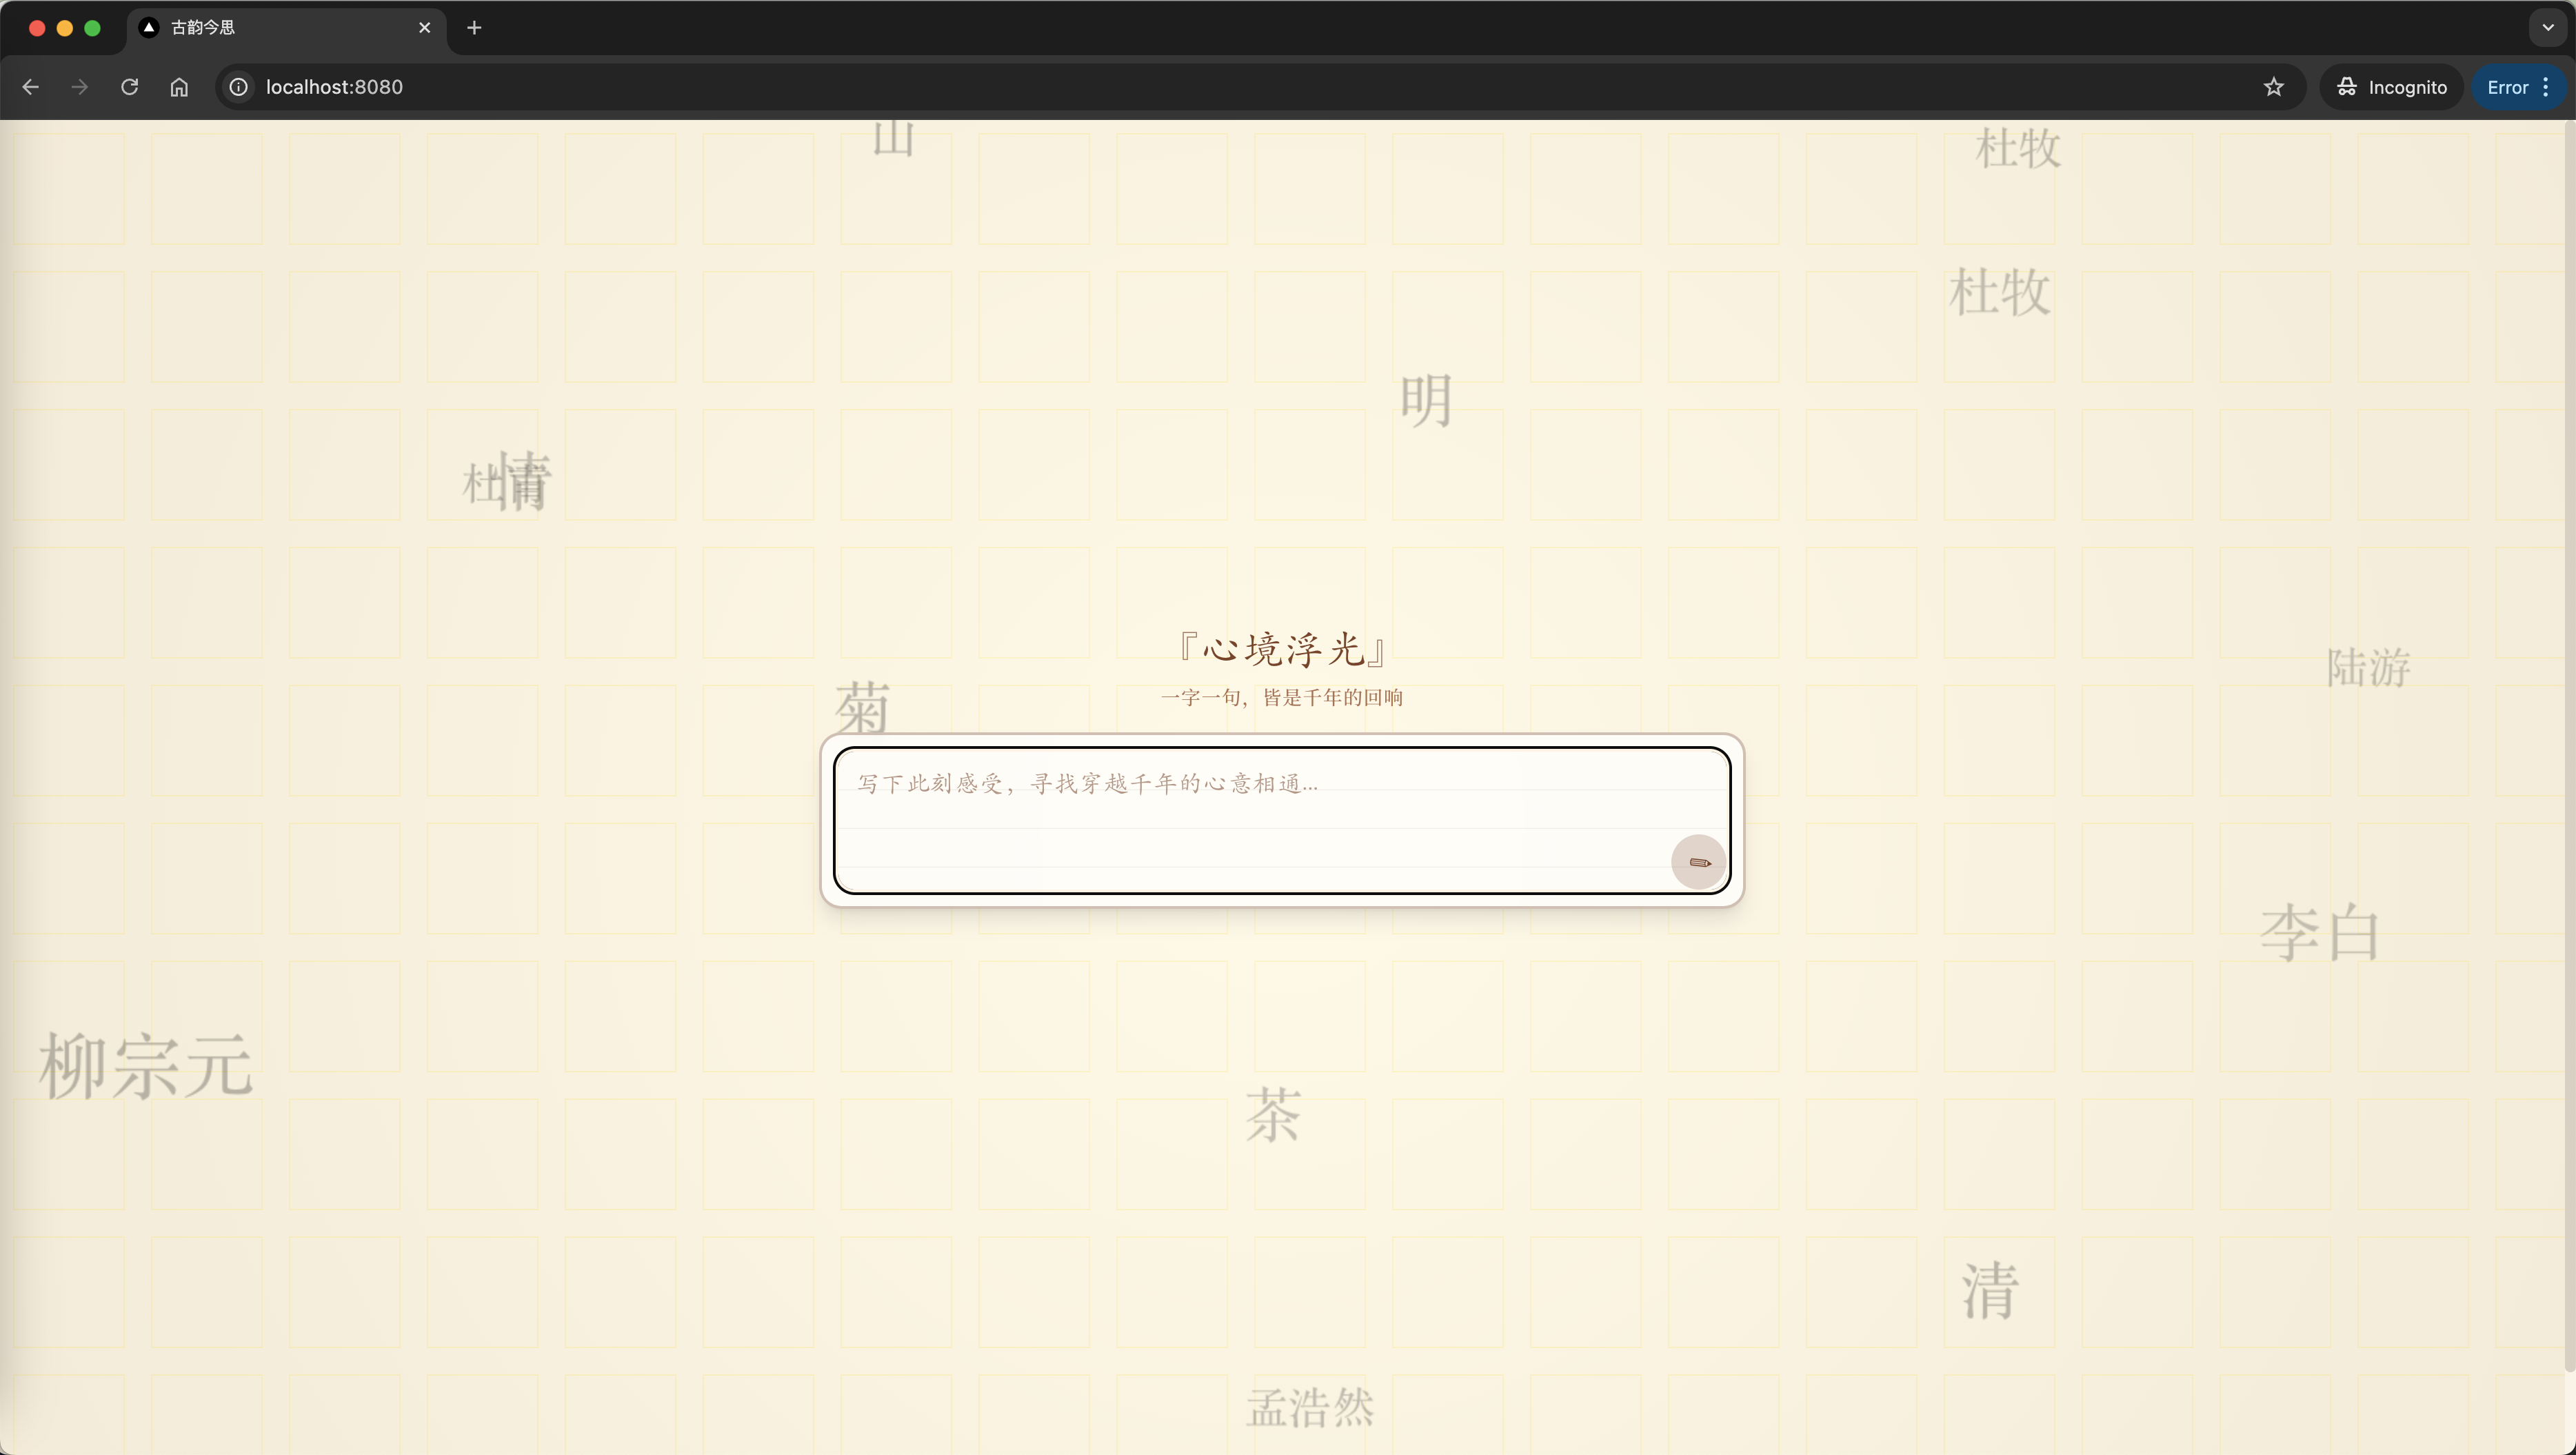 古韵今思
localhost:8080
Incognito
Error
山
杜牧
杜牧
明
情
杜
『心境浮光』
一字一句，皆是千年的回响
陆游
菊
写下此刻感受，寻找穿越千年的心意相通...
李白
柳宗元
茶
清
孟浩然